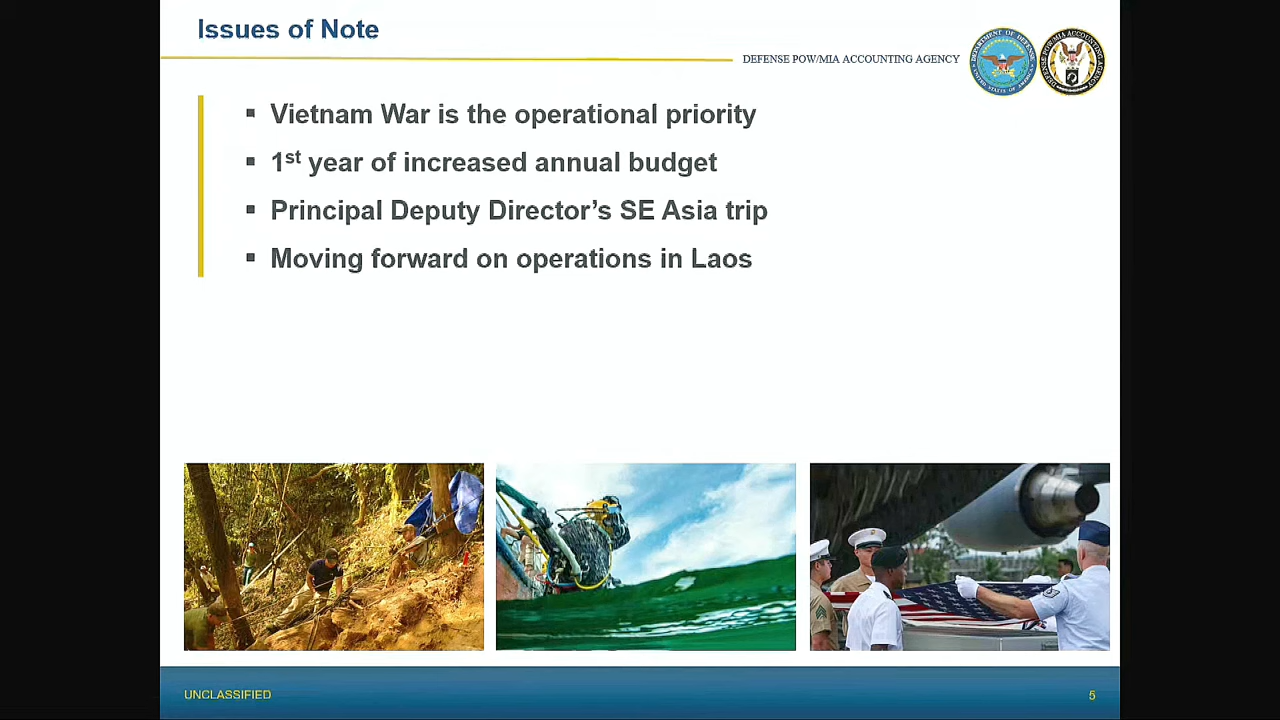 Issues of Note
DEFENSE POW/MIA ACCOUNTING AGENCY
▪ Vietnam War is the operational priority
▪ 1st year of increased annual budget
▪ Principal Deputy Director’s SE Asia trip
▪ Moving forward on operations in Laos
UNCLASSIFIED
5